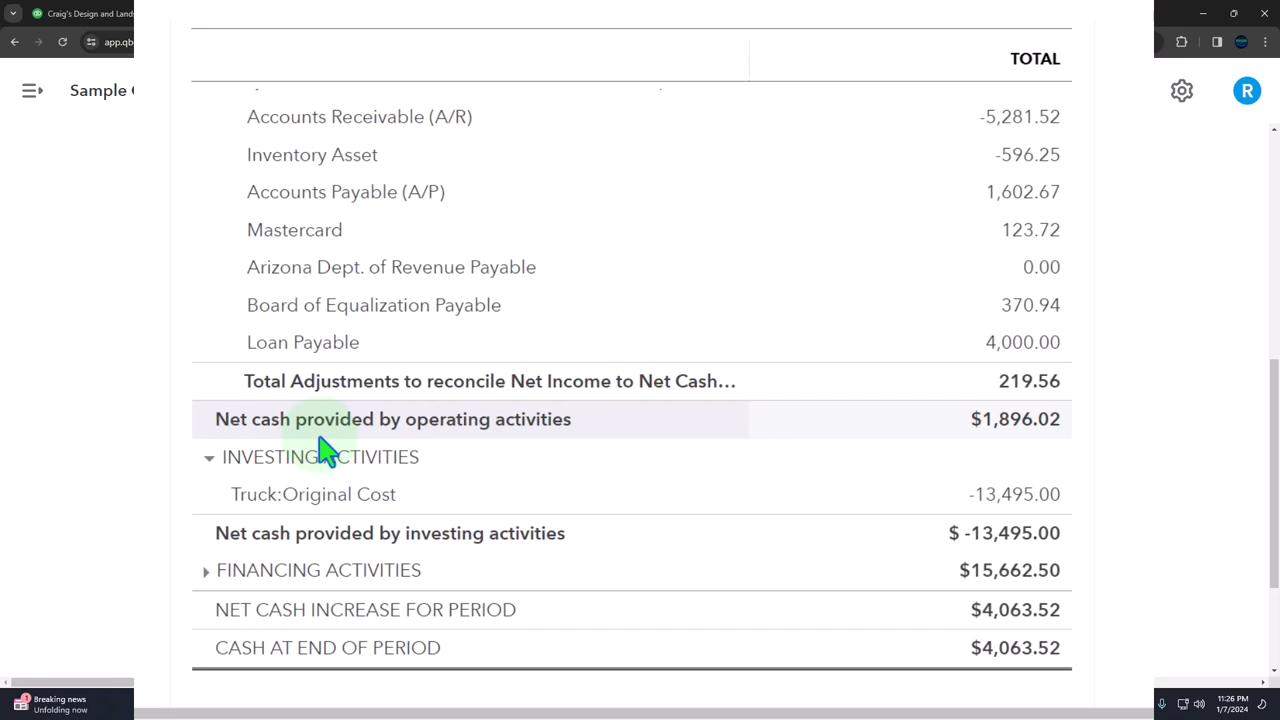 Craig's Design and Land
qbo.
Sample
R
TOTAL
Accounts Receivable (A/R) -5,281.52
Inventory Asset -596.25
Accounts Payable (A/P) 1,602.67
Mastercard 123.72
Arizona Dept. of Revenue Payable 0.00
Board of Equalization Payable 370.94
Loan Payable 4,000.00
Total Adjustments to reconcile Net Income to Net Cash… 219.56
Net cash provided by operating activities $1,896.02
INVESTING ACTIVITIES
Truck:Original Cost -13,495.00
Net cash provided by investing activities $ -13,495.00
FINANCING ACTIVITIES $15,662.50
NET CASH INCREASE FOR PERIOD $4,063.52
CASH AT END OF PERIOD $4,063.52
Breaking news
Unfolding now
11:26 PM
1/7/2024